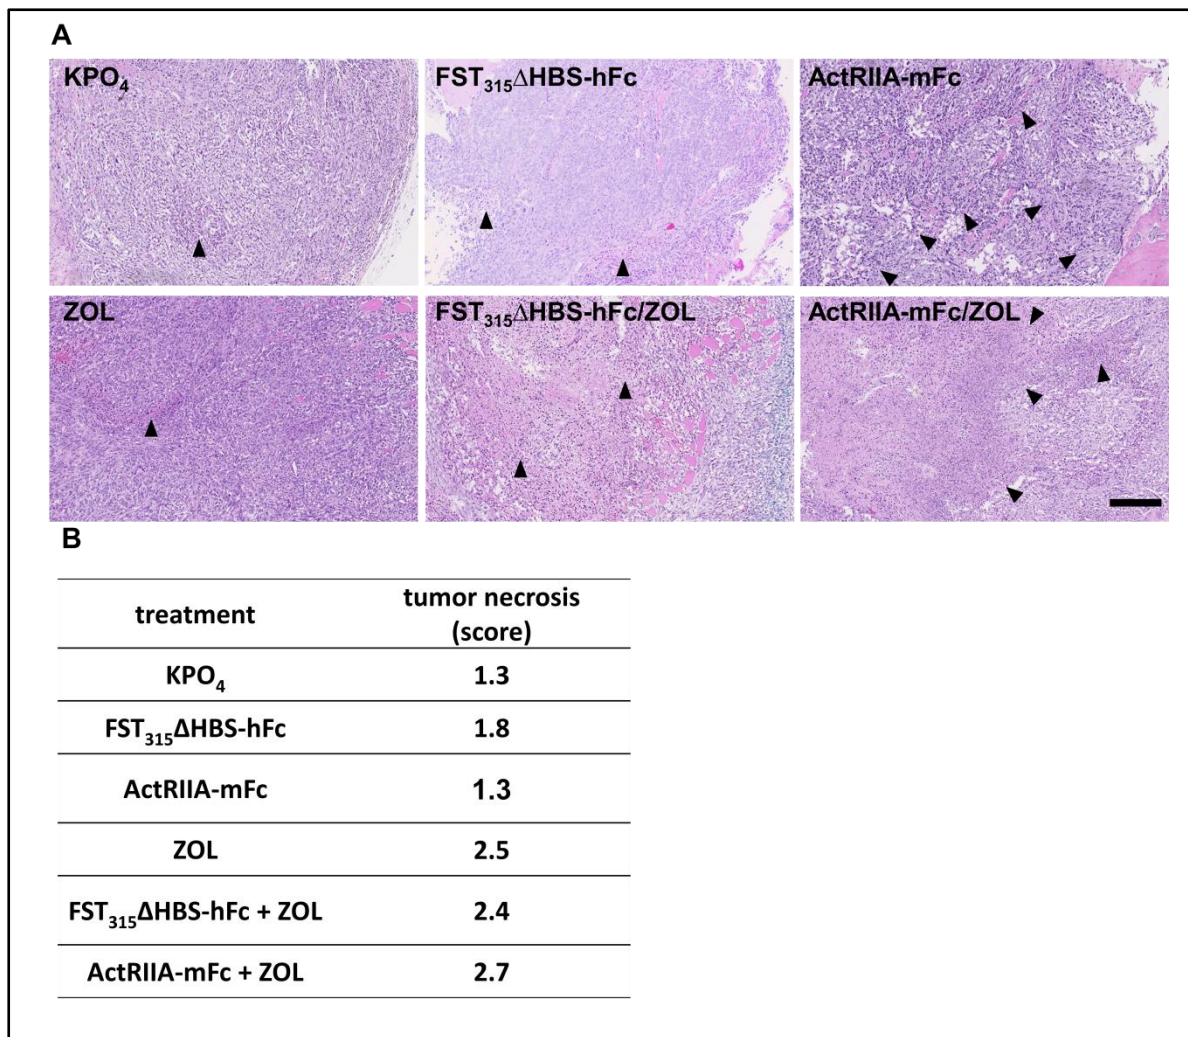 A
KPO₄
FST₃₁₅ΔHBS-hFc
ActRIIA-mFc
ZOL
FST₃₁₅ΔHBS-hFc/ZOL
ActRIIA-mFc/ZOL
B
treatment tumor necrosis
(score)
KPO₄ 1.3
FST₃₁₅ΔHBS-hFc 1.8
ActRIIA-mFc 1.3
ZOL 2.5
FST₃₁₅ΔHBS-hFc + ZOL 2.4
ActRIIA-mFc + ZOL 2.7